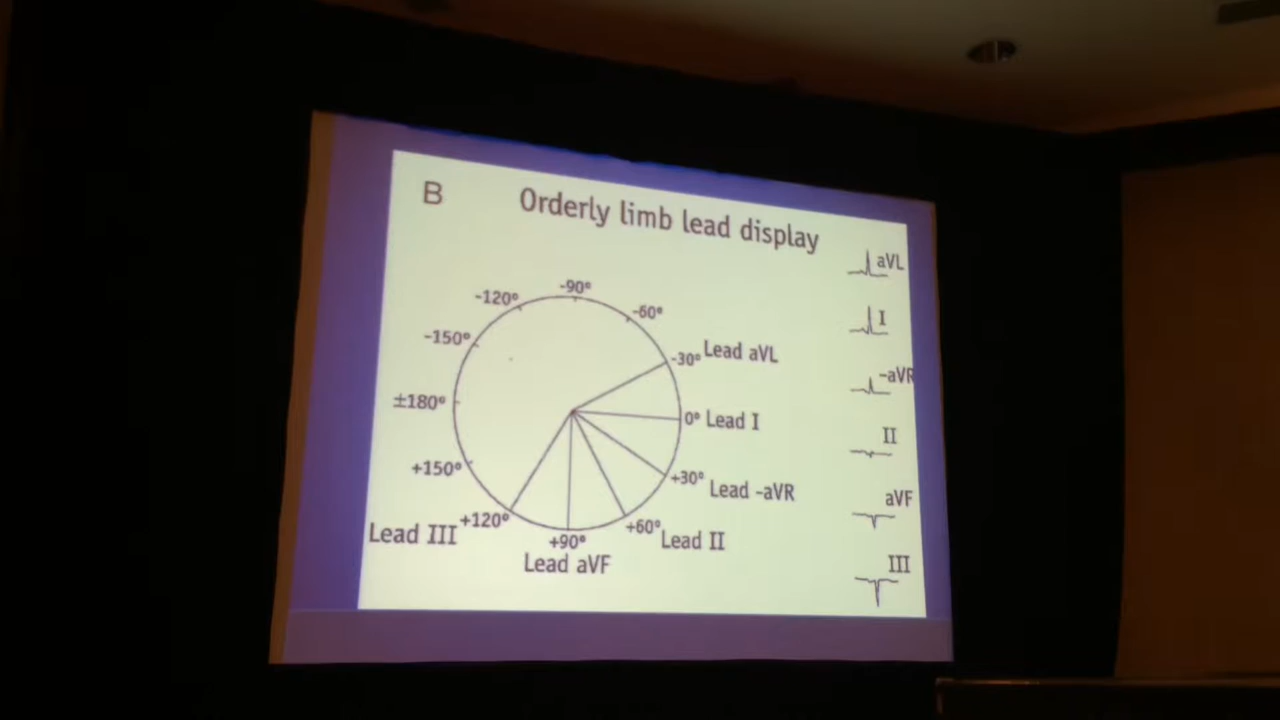 B
Orderly limb lead display
-90°
-120°
-60°
-150°
-30° Lead aVL
±180°
0° Lead I
+150°
+30° Lead -aVR
+120°
Lead III
+60° Lead II
+90°
Lead aVF
aVL
I
-aVR
II
aVF
III